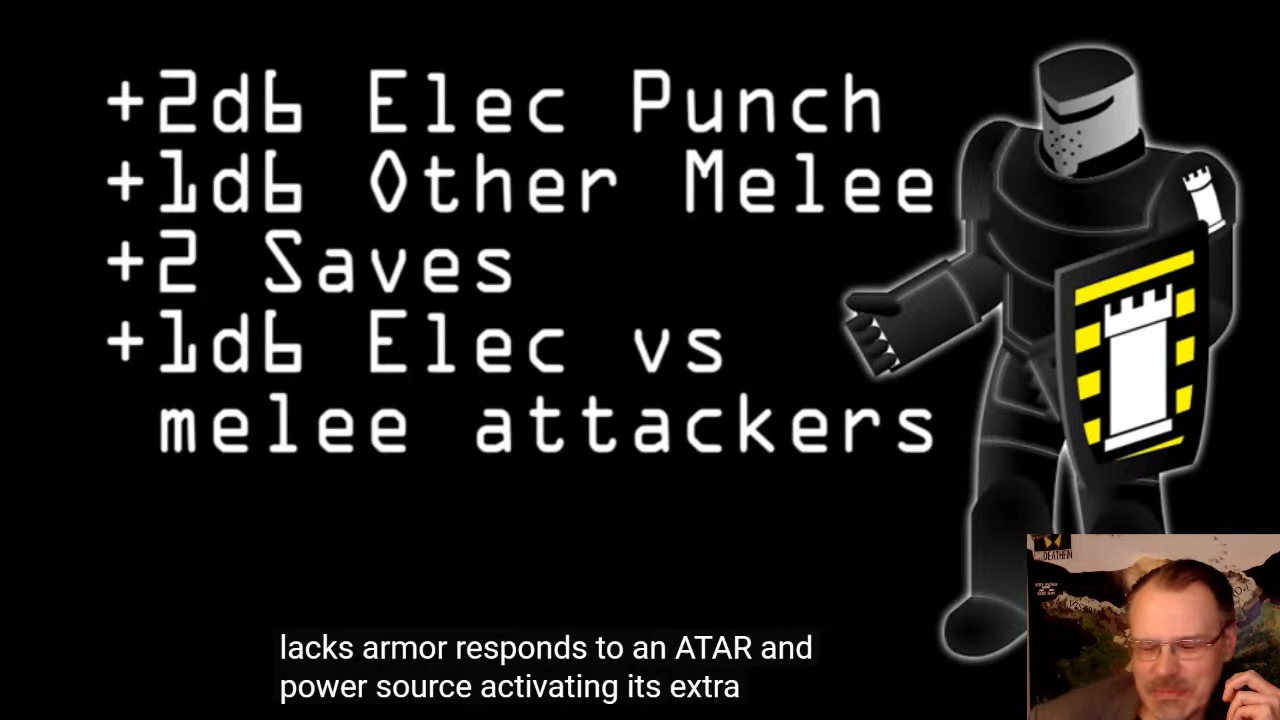 +2d6 Elec Punch
+1d6 Other Melee
+2 Saves
+1d6 Elec vs
melee attackers
lacks armor responds to an ATAR and
power source activating its extra